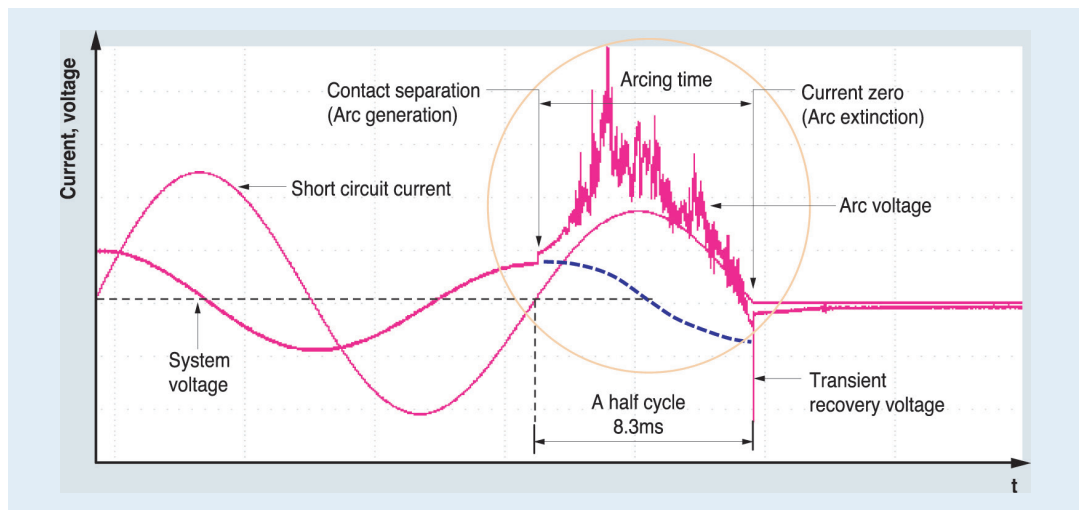 Current, voltage
Contact separation
(Arc generation)
Arcing time
Current zero
(Arc extinction)
Short circuit current
Arc voltage
System
voltage
A half cycle
8.3ms
Transient
recovery voltage
t